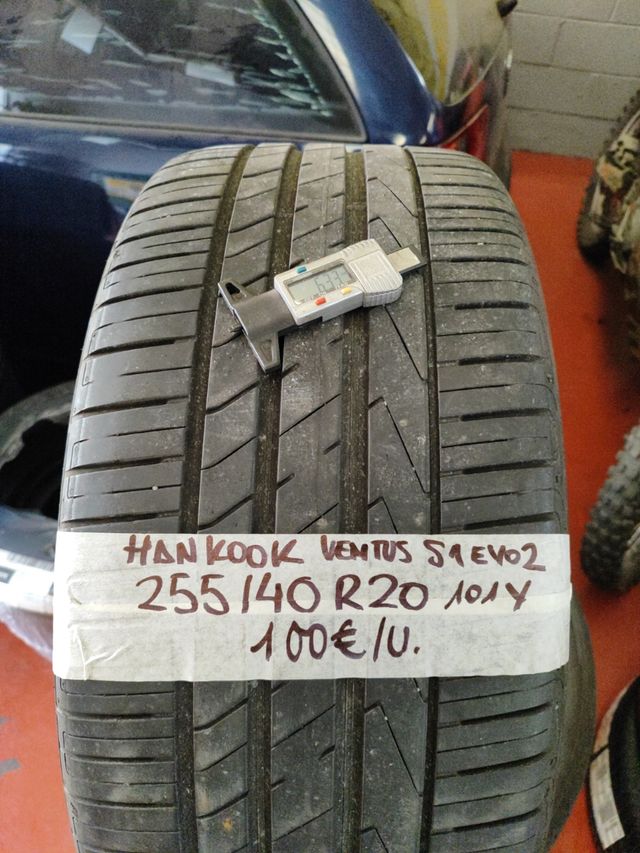 HANKOOK VENTUS S1 EVO2
255/40 R20 101Y
100€/U.